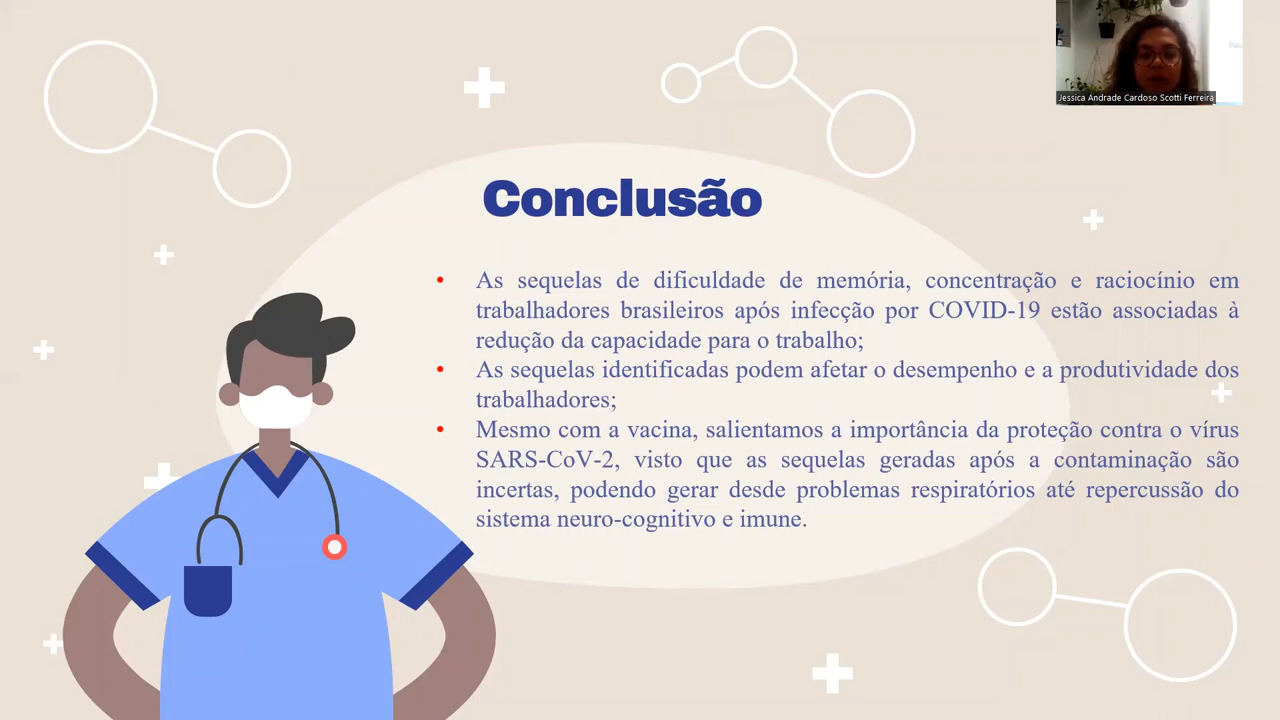 Jessica Andrade Cardoso Scotti Ferreira
Conclusão
• As sequelas de dificuldade de memória, concentração e raciocínio em
trabalhadores brasileiros após infecção por COVID-19 estão associadas à
redução da capacidade para o trabalho;
• As sequelas identificadas podem afetar o desempenho e a produtividade dos
trabalhadores;
• Mesmo com a vacina, salientamos a importância da proteção contra o vírus
SARS-CoV-2, visto que as sequelas geradas após a contaminação são
incertas, podendo gerar desde problemas respiratórios até repercussão do
sistema neuro-cognitivo e imune.